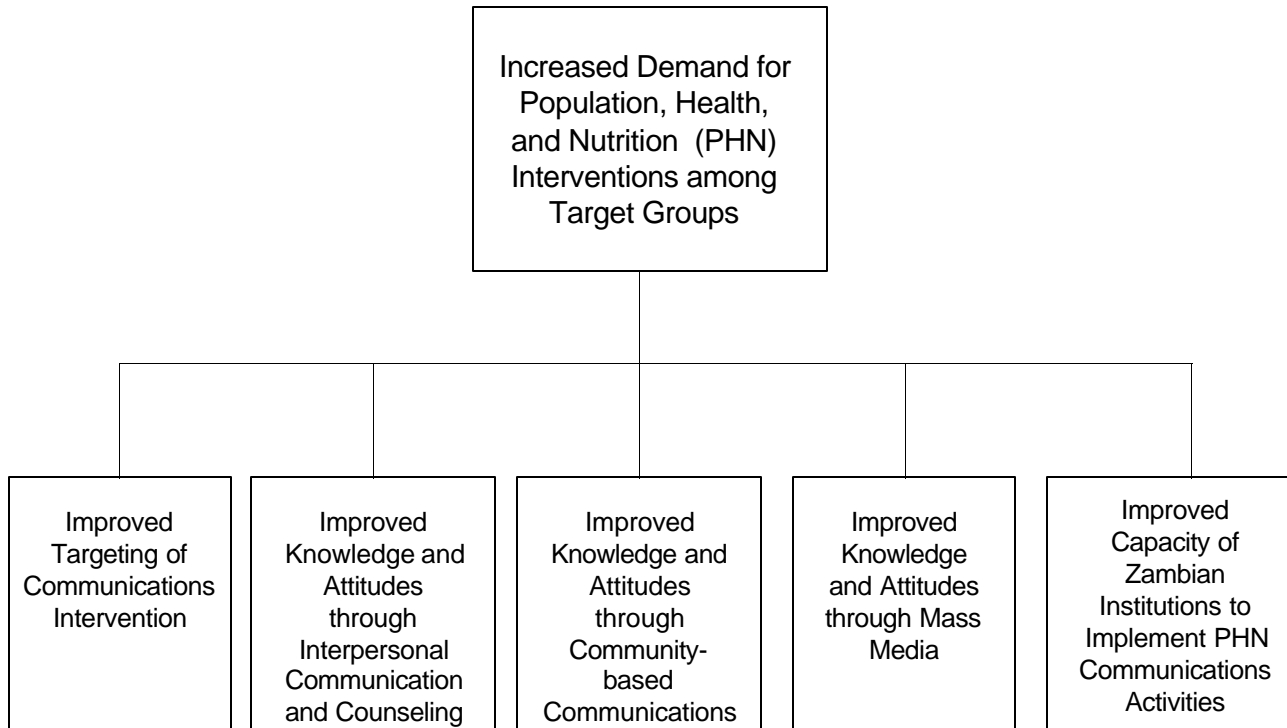 Increased Demand for
Population, Health,
and Nutrition (PHN)
Interventions among
Target Groups
Improved
Targeting of
Communications
Intervention
Improved
Knowledge and
Attitudes
through
Interpersonal
Communication
and Counseling
Improved
Knowledge and
Attitudes
through
Community-
based
Communications
Improved
Knowledge
and Attitudes
through Mass
Media
Improved
Capacity of
Zambian
Institutions to
Implement PHN
Communications
Activities